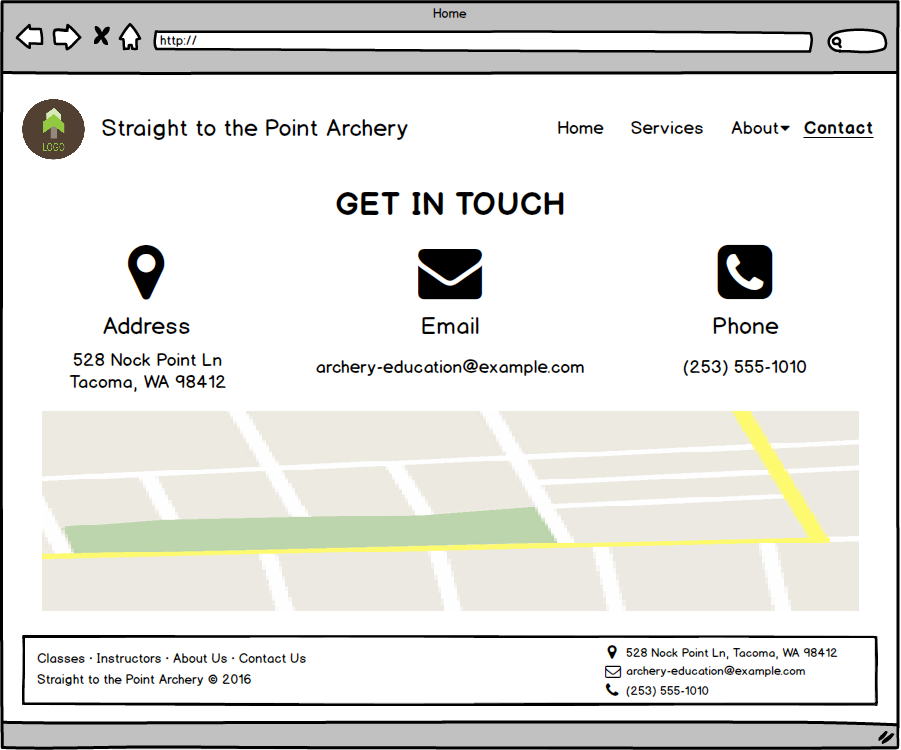 Home
http://
LOGO
Straight to the Point Archery
Home Services About Contact
GET IN TOUCH
Address
Email
Phone
528 Nock Point Ln
Tacoma, WA 98412
archery-education@example.com
(253) 555-1010
Classes · Instructors · About Us · Contact Us
Straight to the Point Archery © 2016
528 Nock Point Ln, Tacoma, WA 98412
archery-education@example.com
(253) 555-1010